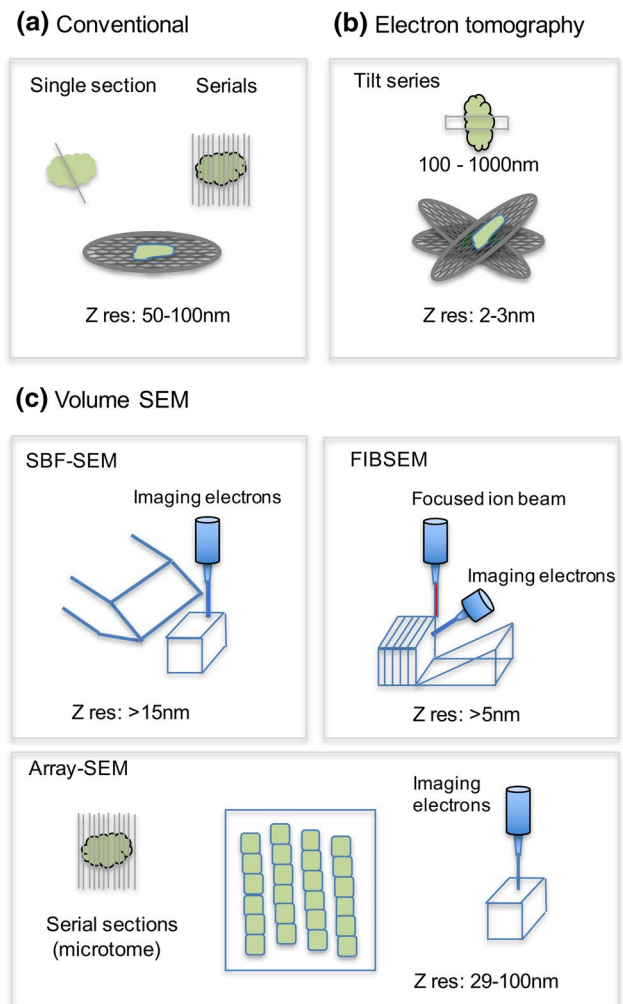 (a) Conventional
(b) Electron tomography
Single section
Serials
Z res: 50-100nm
Tilt series
100 - 1000nm
Z res: 2-3nm
(c) Volume SEM
SBF-SEM
Imaging electrons
Z res: >15nm
FIBSEM
Focused ion beam
Imaging electrons
Z res: >5nm
Array-SEM
Serial sections
(microtome)
Imaging
electrons
Z res: 29-100nm